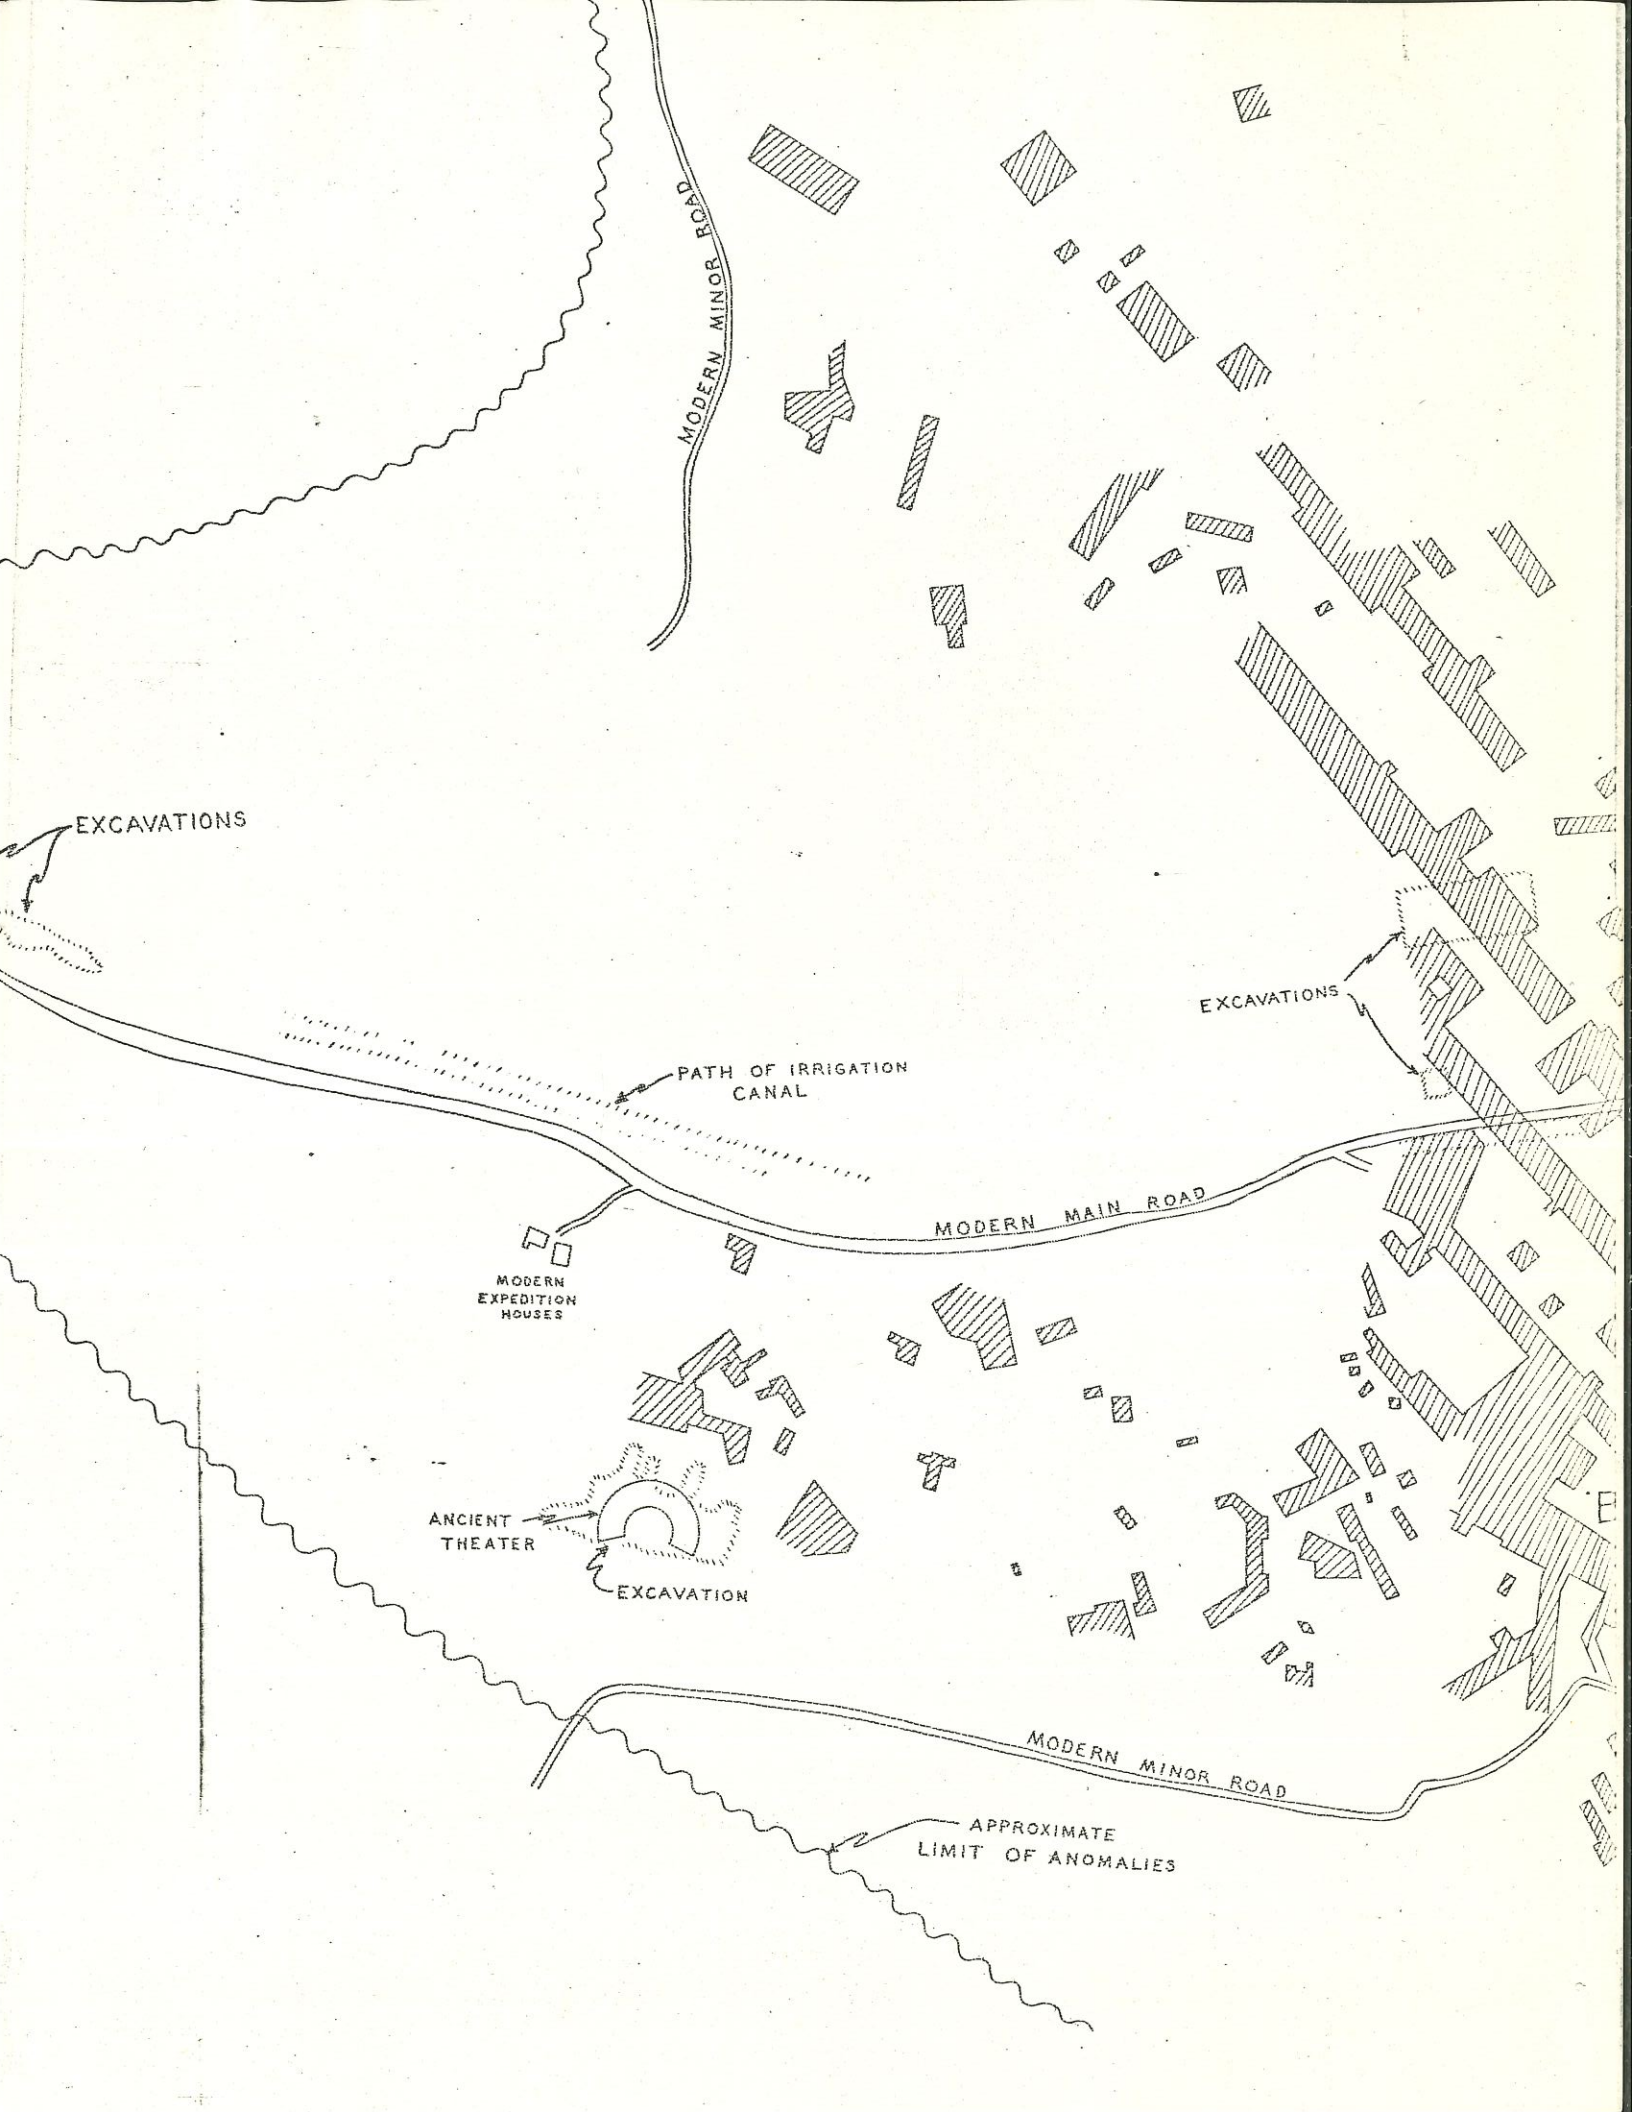 MODERN MINOR ROAD
EXCAVATIONS
EXCAVATIONS
PATH OF IRRIGATION
CANAL
MODERN MAIN ROAD
MODERN
EXPEDITION
HOUSES
ANCIENT
THEATER
EXCAVATION
MODERN MINOR ROAD
APPROXIMATE
LIMIT OF ANOMALIES